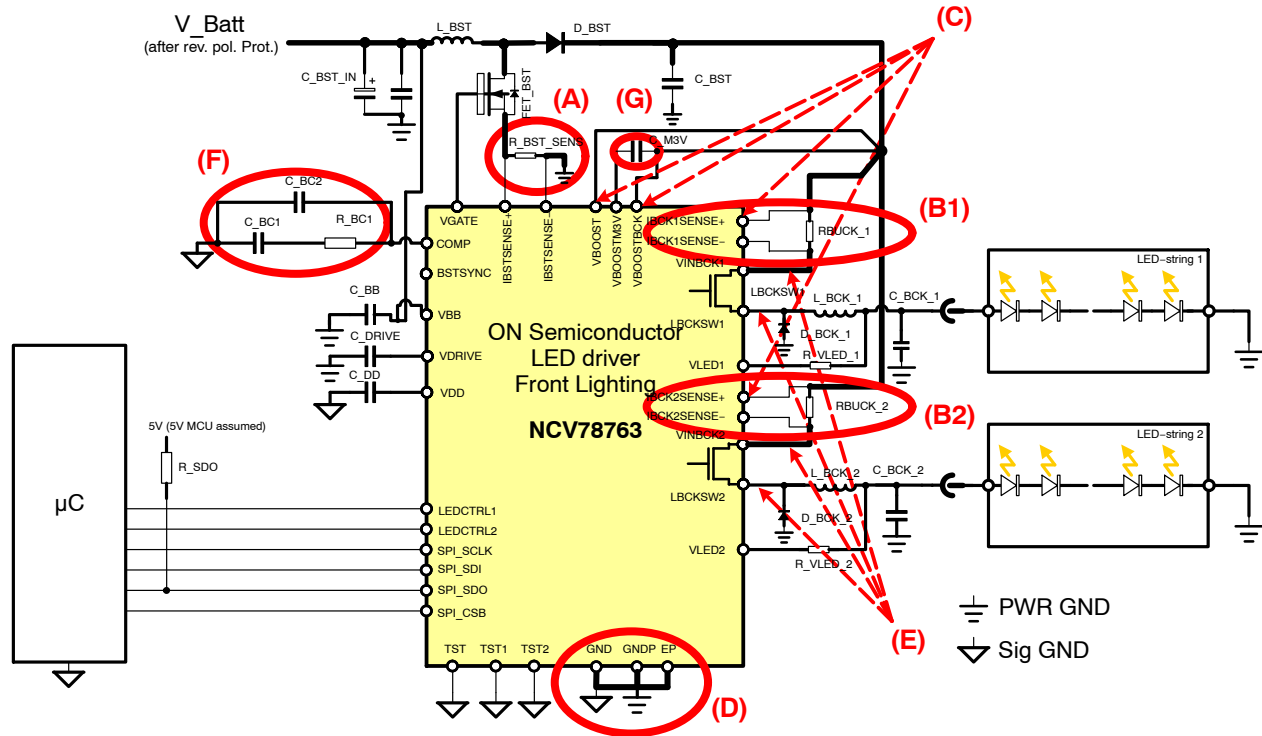 V_Batt
(after rev. pol. Prot.)
L_BST
D_BST
(C)
C_BST_IN
+
C_BST
FET_BST
(A)
(G)
R_BST_SENS
C_M3V
(F)
C_BC2
C_BC1
R_BC1
(B1)
VGATE
IBSTSENSE+
IBSTSENSE−
VBOOST
VBOOSTM3V
VBOOSTBCK
IBCK1SENSE+
IBCK1SENSE−
RBUCK_1
COMP
BSTSYNC
VINBCK1
LED−string 1
C_BB
LBCKSW1
L_BCK_1
C_BCK_1
VBB
LBCKSW1
D_BCK_1
C_DRIVE
ON Semiconductor
LED driver
Front Lighting
VDRIVE
R_VLED_1
VLED1
C_DD
VDD
IBCK2SENSE+
IBCK2SENSE−
RBUCK_2
(B2)
NCV78763
VINBCK2
LED−string 2
5V (5V MCU assumed)
R_SDO
L_BCK_2
C_BCK_2
LBCKSW2
µC
LEDCTRL1
D_BCK_2
LEDCTRL2
SPI_SCLK
VLED2
R_VLED_2
SPI_SDI
SPI_SDO
SPI_CSB
PWR GND
(E)
Sig GND
TST
TST1
TST2
GND
GNDP
EP
(D)